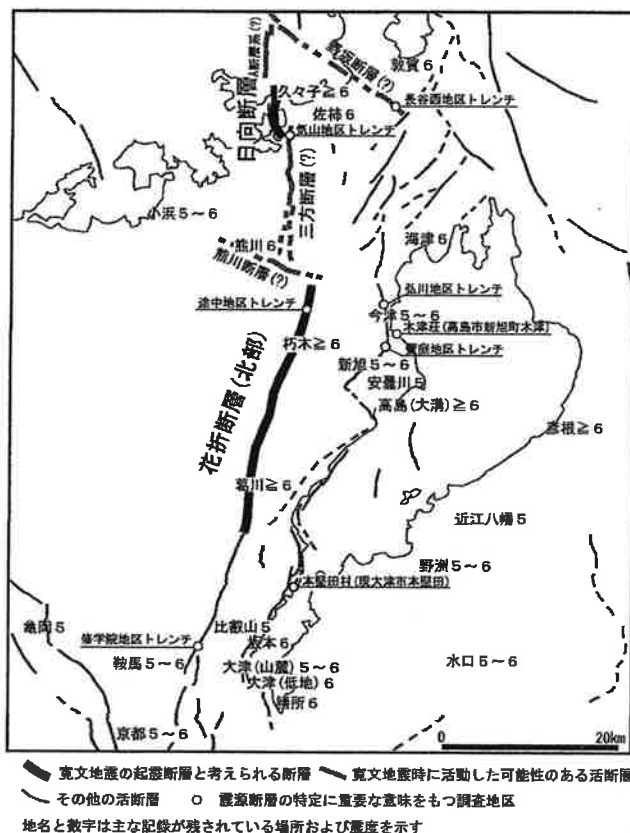 野坂断層(?)
敦賀 6
A断層系(?)
久々子≧6
長谷西地区トレンチ
佐柿 6
日向断層
気山地区トレンチ
三方断層(?)
小浜 5～6
熊川 6
海津 6
熊川断層(?)
弘川地区トレンチ
途中地区トレンチ
今津 5～6
木津荘(高島市新旭町木津)
朽木≧6
饗庭地区トレンチ
新旭 5～6
安曇川 5
高島(大溝)≧6
花折断層(北部)
彦根≧6
葛川≧6
近江八幡 5
野洲 5～6
本堅田村(現大津市本堅田)
亀岡 5
比叡山 5
修学院地区トレンチ
坂本 6
鞍馬 5～6
大津(山麓) 5～6
水口 5～6
大津(低地) 6
膳所 6
京都 5～6
0
20km
寛文地震の起震断層と考えられる断層
寛文地震時に活動した可能性のある活断層
その他の活断層
震源断層の特定に重要な意味をもつ調査地区
地名と数字は主な記録が残されている場所および震度を示す